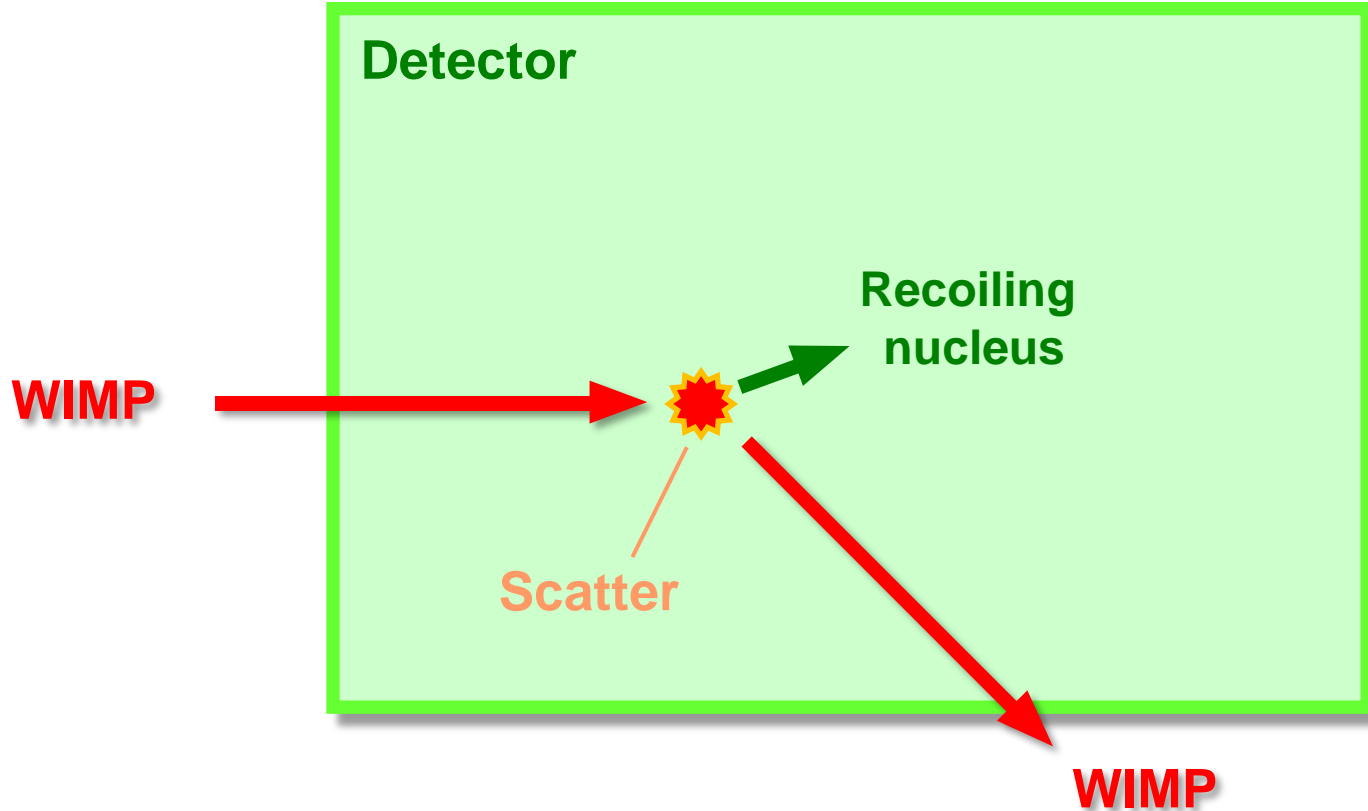 Detector
Recoiling
nucleus
WIMP
Scatter
WIMP